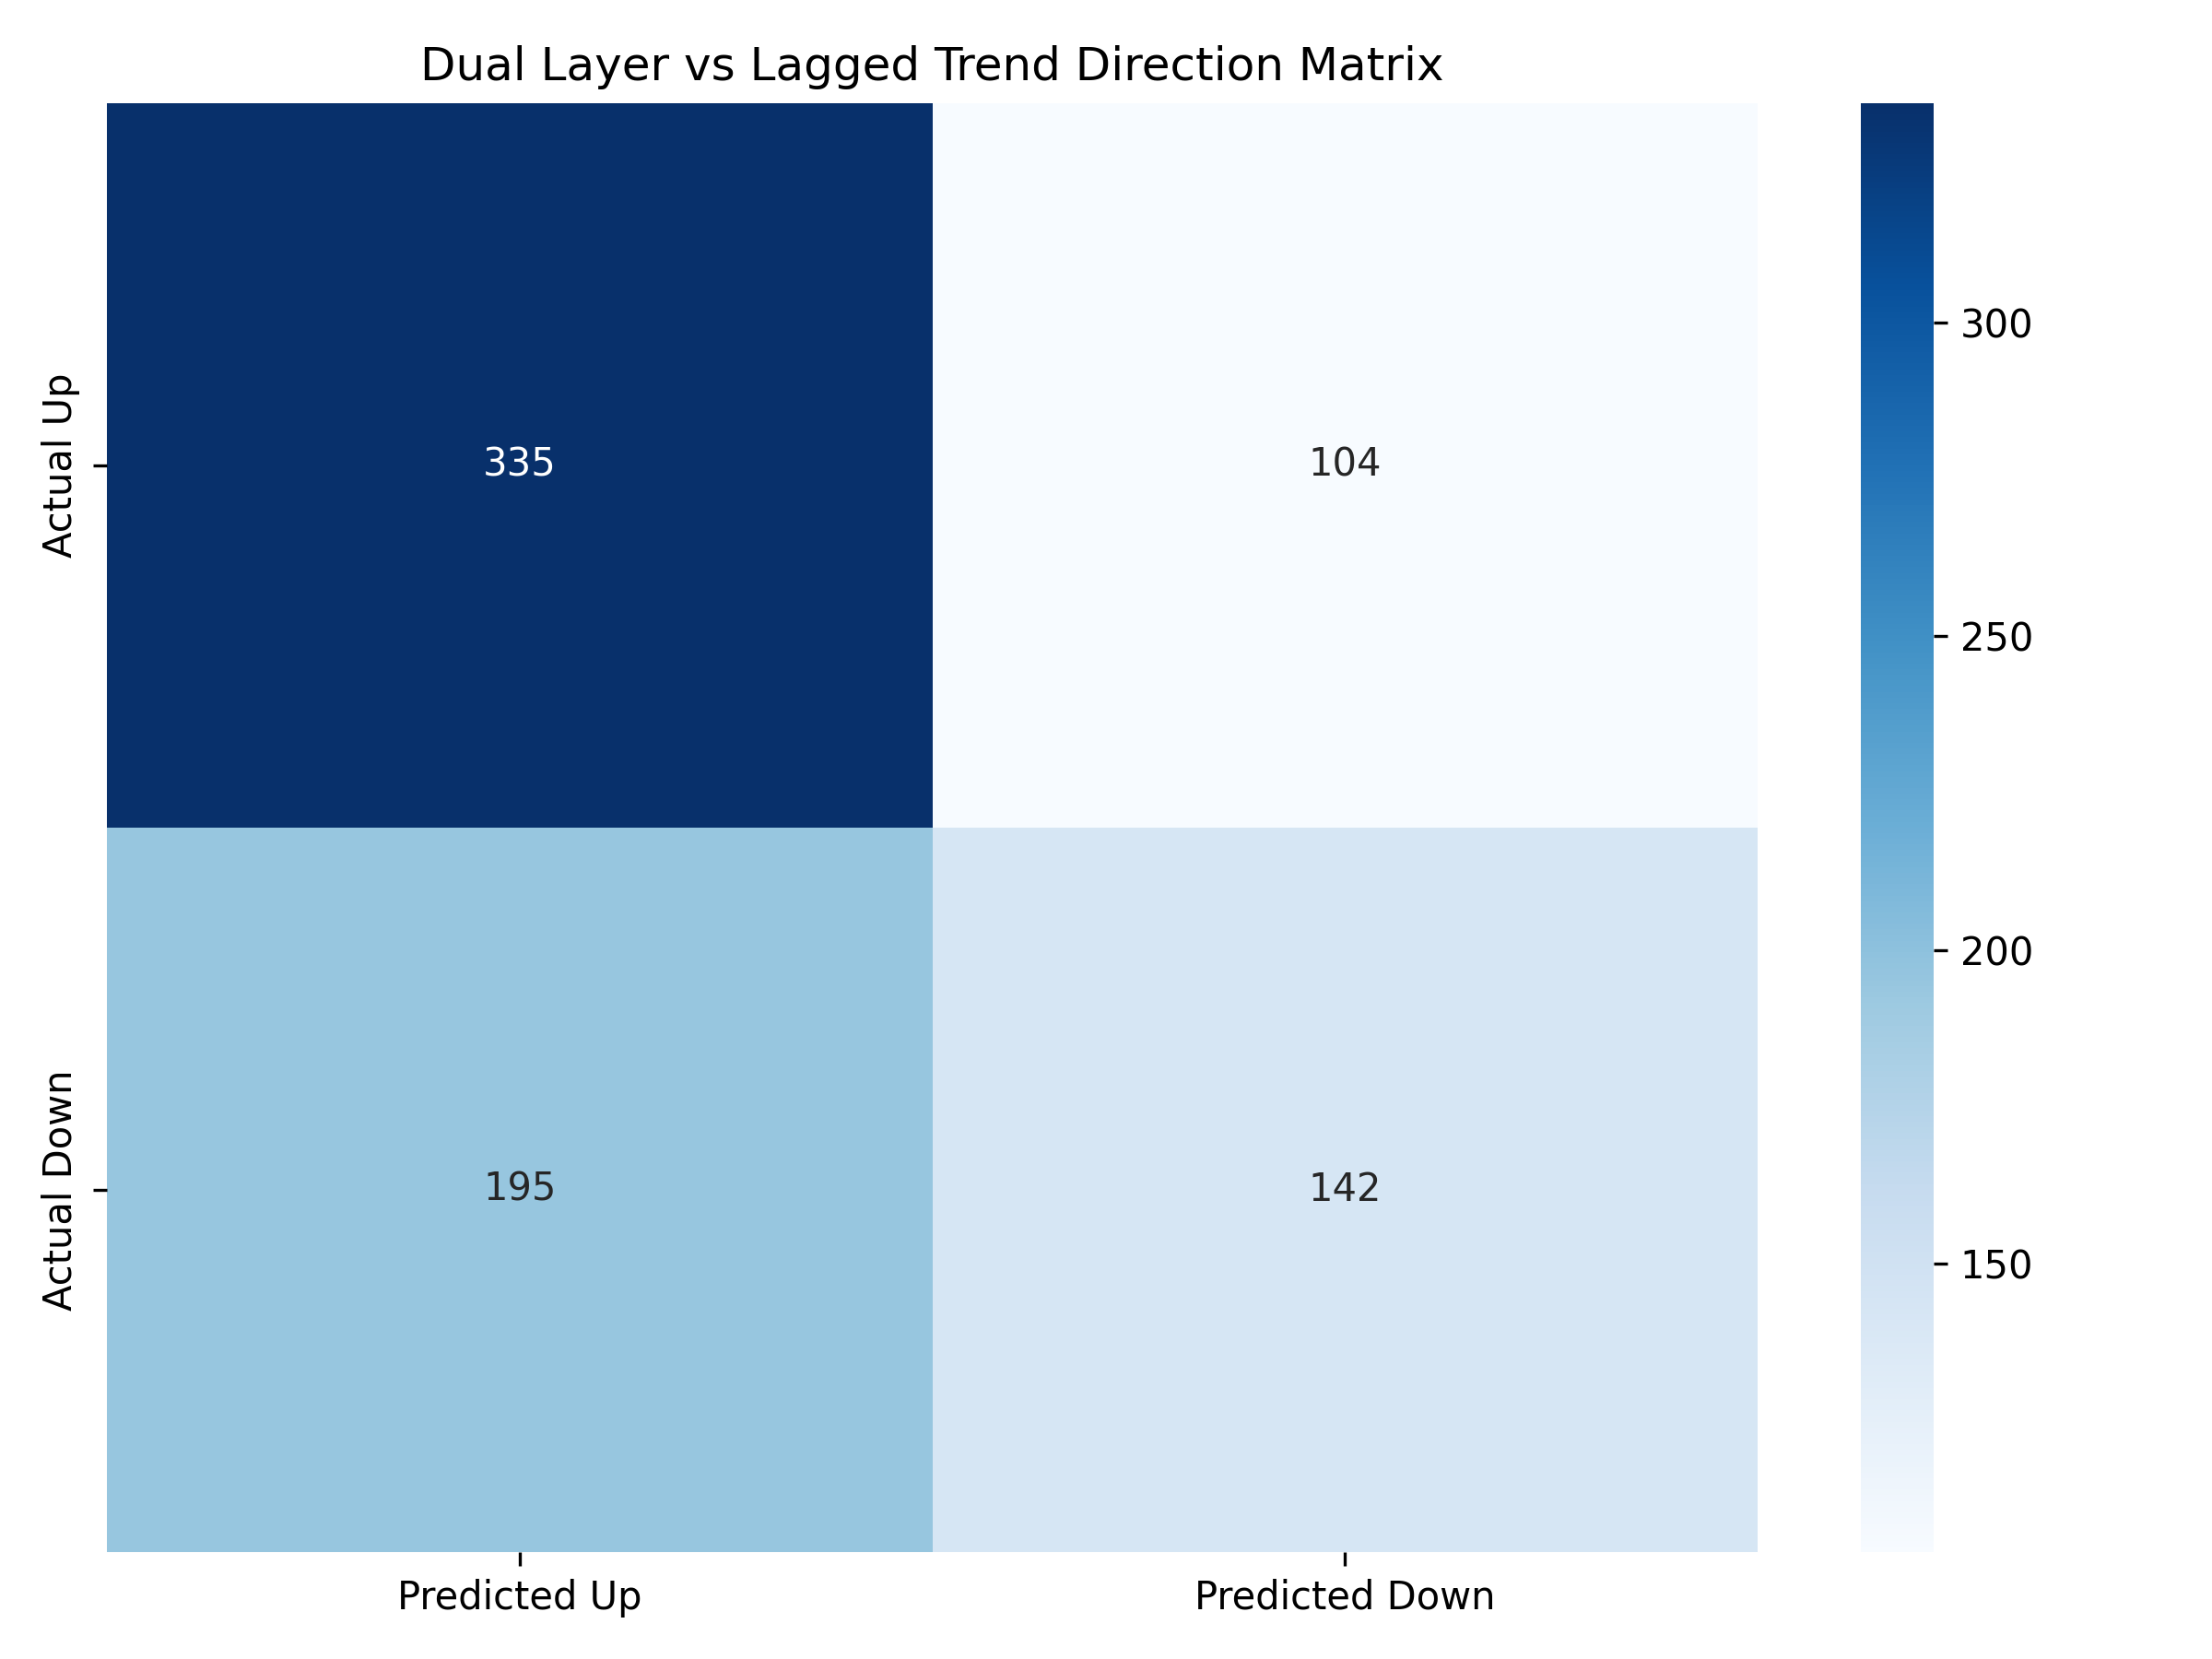 Dual Layer vs Lagged Trend Direction Matrix
Actual Up
335
104
Actual Down
195
142
Predicted Up
Predicted Down
300
250
200
150